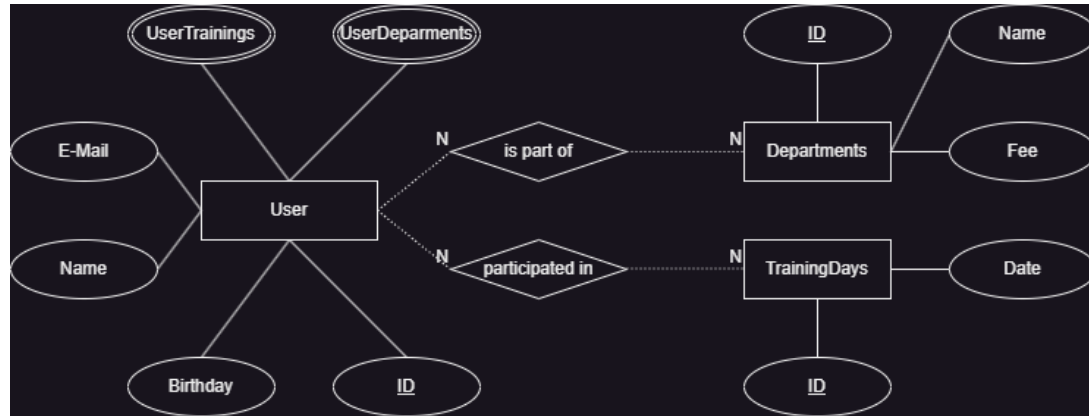 UserTrainings
UserDeparments
ID
Name
E-Mail
N
is part of
N
Departments
Fee
User
Name
N
participated in
N
TrainingDays
Date
Birthday
ID
ID